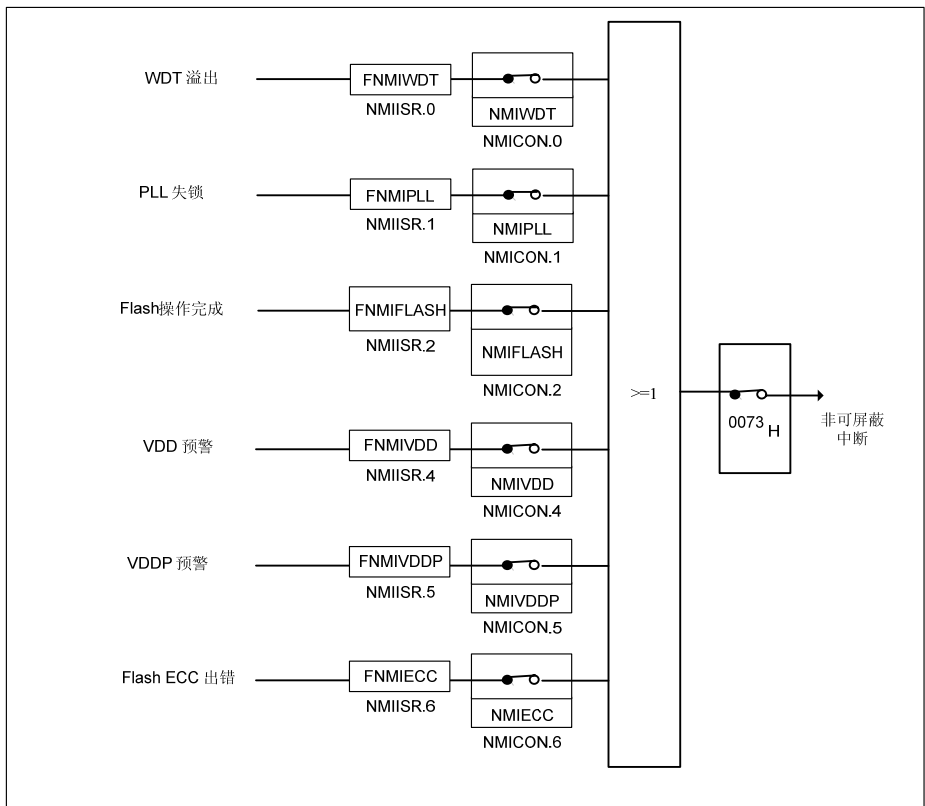 WDT 溢出
FNMIWDT
NMIISR.0
NMIWDT
NMICON.0
PLL 失锁
FNMIPLL
NMIISR.1
NMIPLL
NMICON.1
Flash操作完成
FNMIFLASH
NMIISR.2
NMIFLASH
NMICON.2
VDD 预警
FNMIVDD
NMIISR.4
NMIVDD
NMICON.4
VDDP 预警
FNMIVDDP
NMIISR.5
NMIVDDP
NMICON.5
Flash ECC 出错
FNMIECC
NMIISR.6
NMIECC
NMICON.6
>=1
0073 H
非可屏蔽
中断